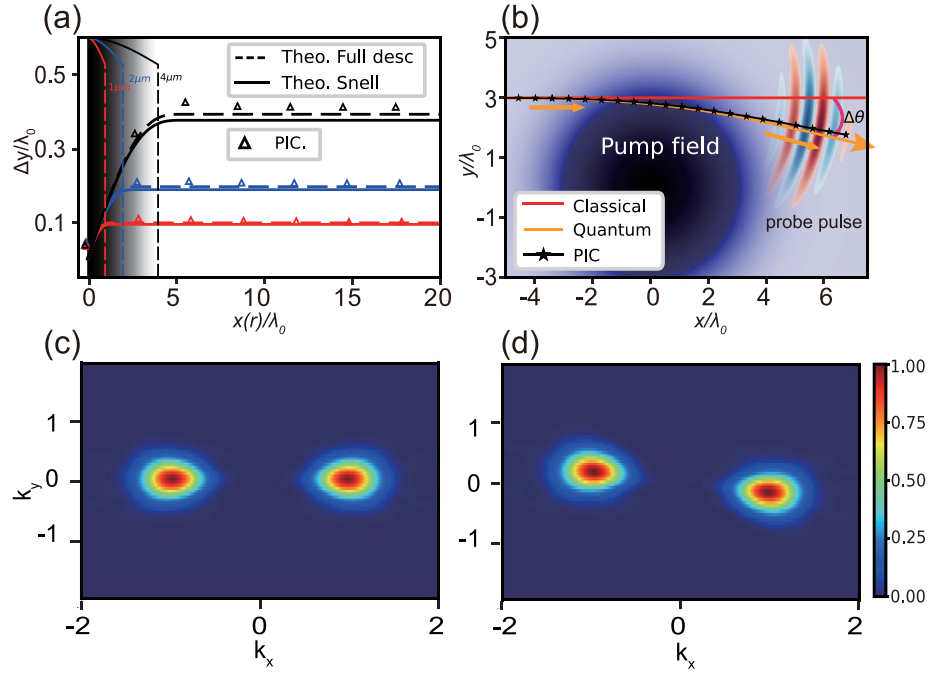 (a)
(b)
Δy/λ0
0.5
0.3
0.1
1μm
2μm
4μm
Theo. Full desc
Theo. Snell
PIC.
0 5 10 15 20
x(r)/λ0
y/λ0
5
3
1
-1
-3
Δθ
Pump field
probe pulse
Classical
Quantum
PIC
-4 -2 0 2 4 6
x/λ0
(c)
(d)
ky
1
0
-1
-2 0 2
kx
1
0
-1
-2 0 2
kx
1.00
0.75
0.50
0.25
0.00